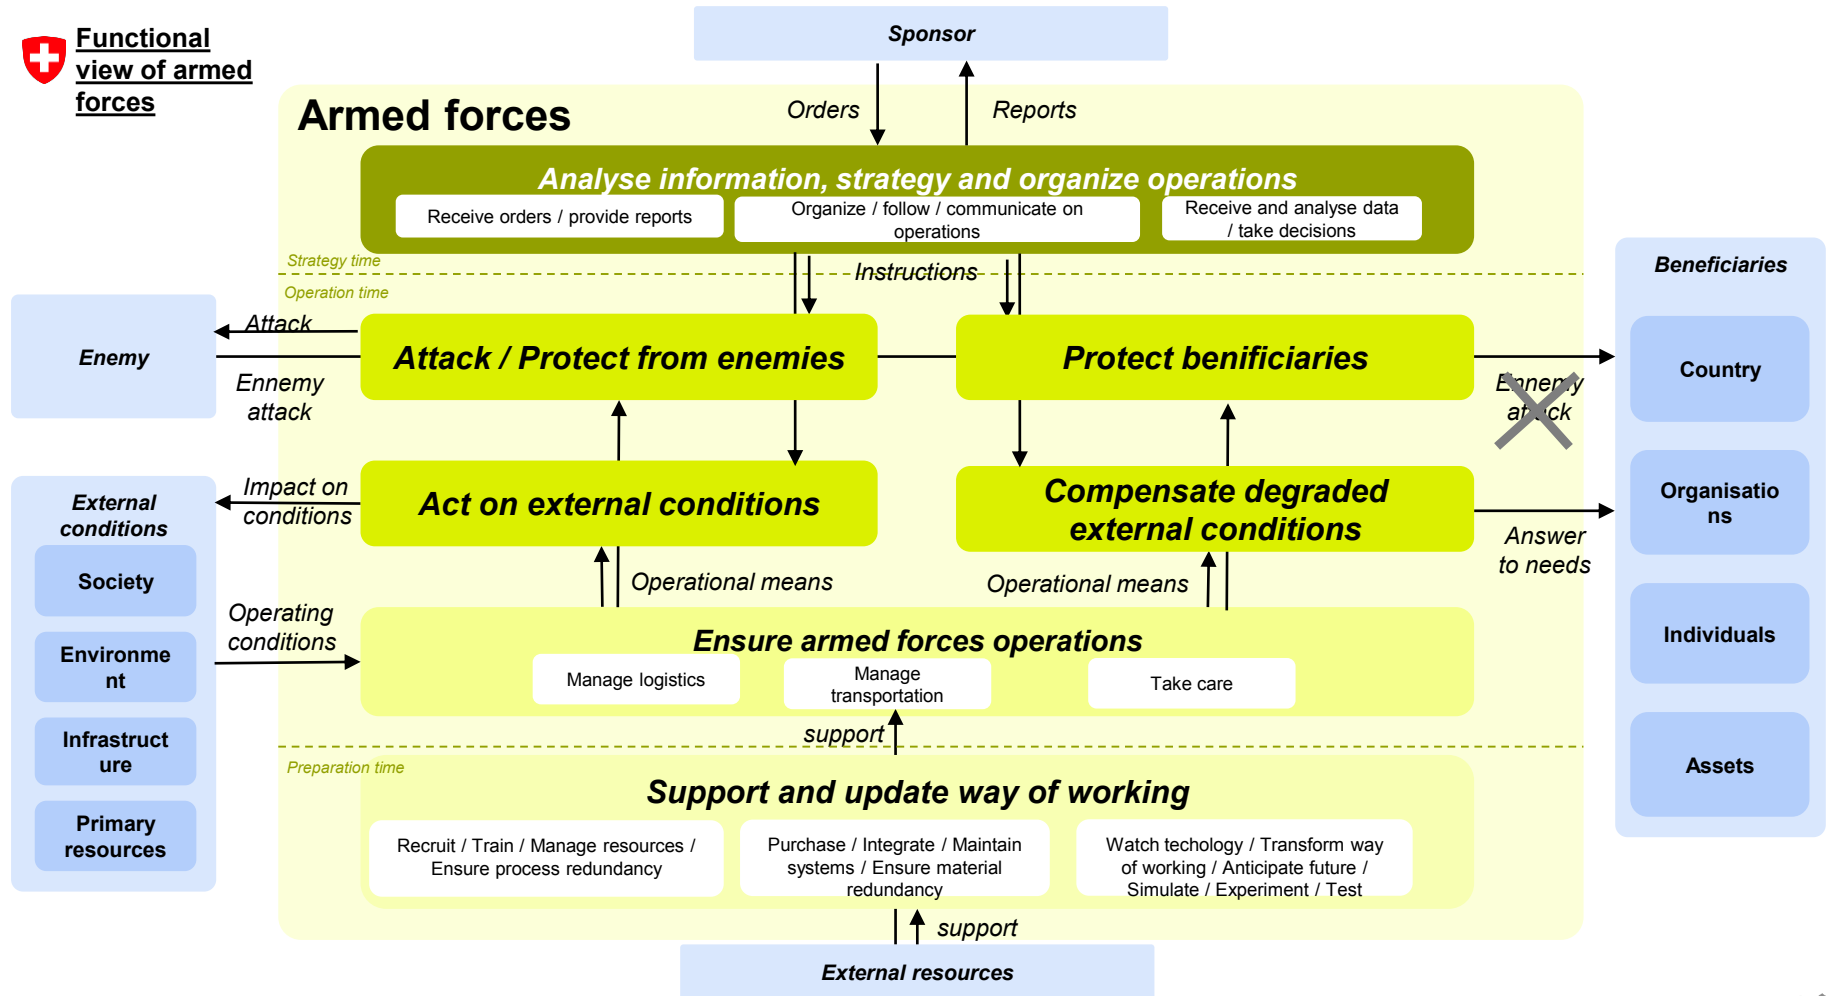 Functional
view of armed
forces
Sponsor
Armed forces
Orders
Reports
Analyse information, strategy and organize operations
Receive orders / provide reports
Organize / follow / communicate on
operations
Receive and analyse data
/ take decisions
Strategy time
Instructions
Operation time
Beneficiaries
Enemy
Attack
Ennemy
attack
Attack / Protect from enemies
Protect benificiaries
Ennemy
attack
Country
External
conditions
Impact on
conditions
Act on external conditions
Compensate degraded
external conditions
Answer
to needs
Organisatio
ns
Society
Operational means
Operational means
Operating
conditions
Environme
nt
Ensure armed forces operations
Manage logistics
Manage
transportation
Take care
Individuals
Infrastruct
ure
support
Preparation time
Assets
Primary
resources
Support and update way of working
Recruit / Train / Manage resources /
Ensure process redundancy
Purchase / Integrate / Maintain
systems / Ensure material
redundancy
Watch techology / Transform way
of working / Anticipate future /
Simulate / Experiment / Test
support
External resources